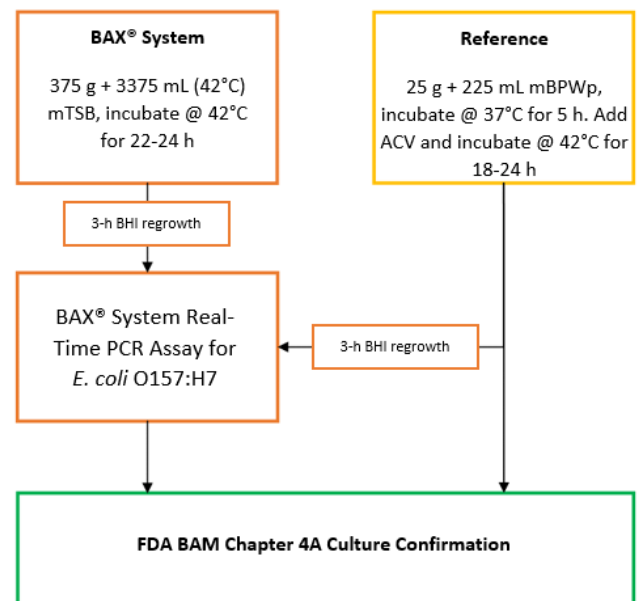 BAX® System
375 g + 3375 mL (42°C)
mTSB, incubate @ 42°C
for 22-24 h
Reference
25 g + 225 mL mBPWp,
incubate @ 37°C for 5 h. Add
ACV and incubate @ 42°C for
18-24 h
3-h BHI regrowth
BAX® System Real-
Time PCR Assay for
E. coli O157:H7
3-h BHI regrowth
FDA BAM Chapter 4A Culture Confirmation